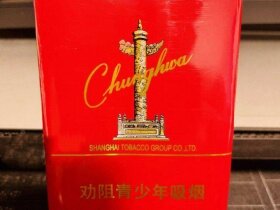 Chunghwa
SHANGHAI TOBACCO GROUP CO.,LTD.
劝阻青少年吸烟